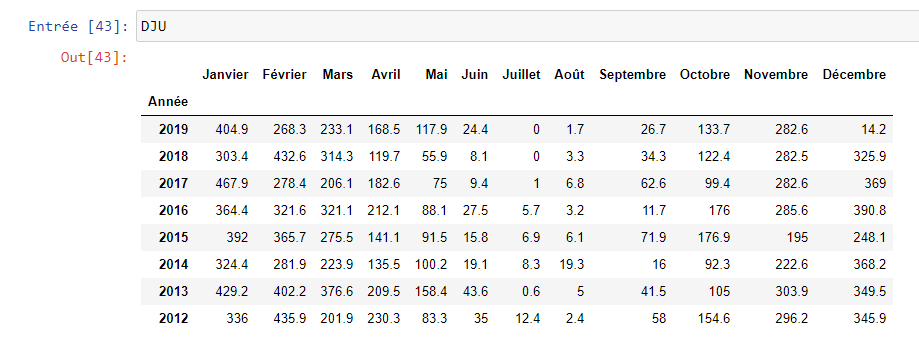 Entrée [43]: DJU
Out[43]:
Janvier Février Mars Avril Mai Juin Juillet Août Septembre Octobre Novembre Décembre
Année
2019 404.9 268.3 233.1 168.5 117.9 24.4 0 1.7 26.7 133.7 282.6 14.2
2018 303.4 432.6 314.3 119.7 55.9 8.1 0 3.3 34.3 122.4 282.5 325.9
2017 467.9 278.4 206.1 182.6 75 9.4 1 6.8 62.6 99.4 282.6 369
2016 364.4 321.6 321.1 212.1 88.1 27.5 5.7 3.2 11.7 176 285.6 390.8
2015 392 365.7 275.5 141.1 91.5 15.8 6.9 6.1 71.9 176.9 195 248.1
2014 324.4 281.9 223.9 135.5 100.2 19.1 8.3 19.3 16 92.3 222.6 368.2
2013 429.2 402.2 376.6 209.5 158.4 43.6 0.6 5 41.5 105 303.9 349.5
2012 336 435.9 201.9 230.3 83.3 35 12.4 2.4 58 154.6 296.2 345.9